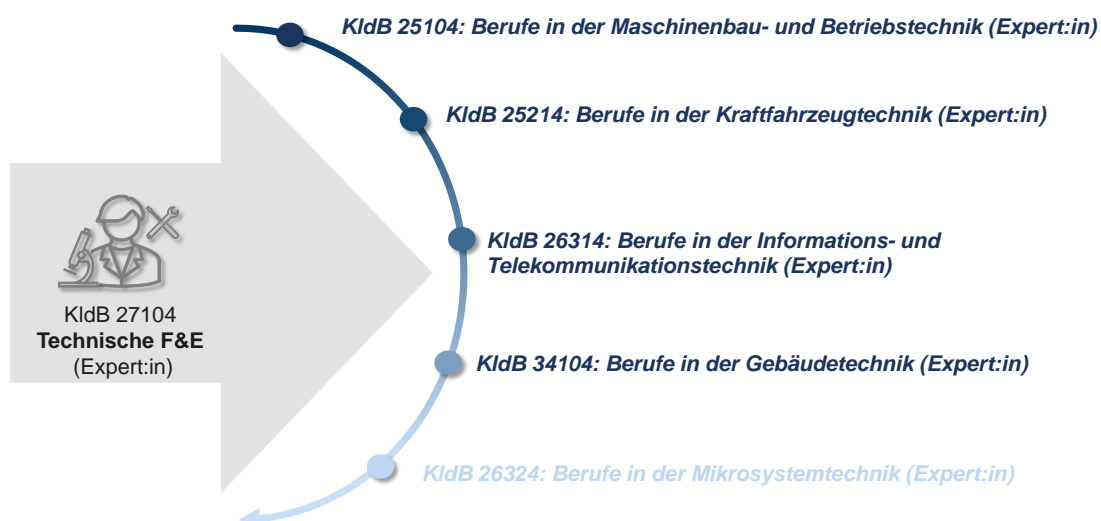 KldB 25104: Berufe in der Maschinenbau- und Betriebstechnik (Expert:in)
KldB 25214: Berufe in der Kraftfahrzeugtechnik (Expert:in)
KldB 26314: Berufe in der Informations- und
Telekommunikationstechnik (Expert:in)
KldB 27104
Technische F&E
(Expert:in)
KldB 34104: Berufe in der Gebäudetechnik (Expert:in)
KldB 26324: Berufe in der Mikrosystemtechnik (Expert:in)